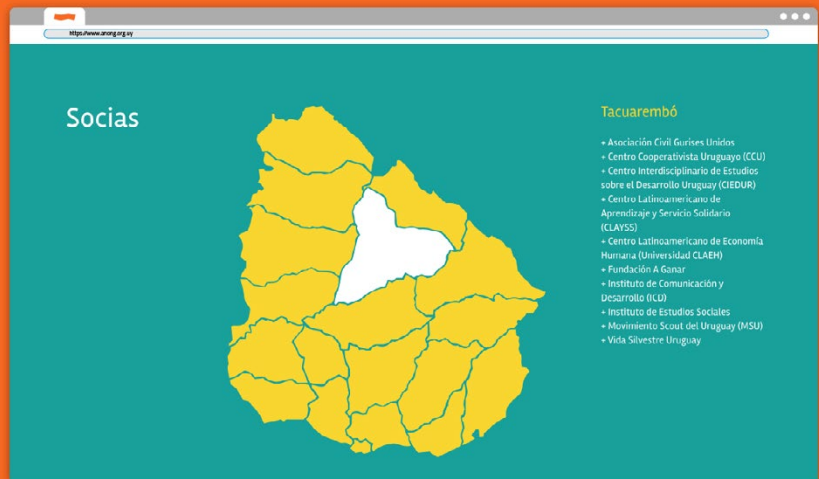 https://www.anong.org.uy
Socias
Tacuarembó
+ Asociación Civil Gurises Unidos
+ Centro Cooperativista Uruguayo (CCU)
+ Centro Interdisciplinario de Estudios
sobre el Desarrollo Uruguay (CIEDUR)
+ Centro Latinoamericano de
Aprendizaje y Servicio Solidario
(CLAYSS)
+ Centro Latinoamericano de Economía
Humana (Universidad CLAEH)
+ Fundación A Ganar
+ Instituto de Comunicación y
Desarrollo (ICD)
+ Instituto de Estudios Sociales
+ Movimiento Scout del Uruguay (MSU)
+ Vida Silvestre Uruguay